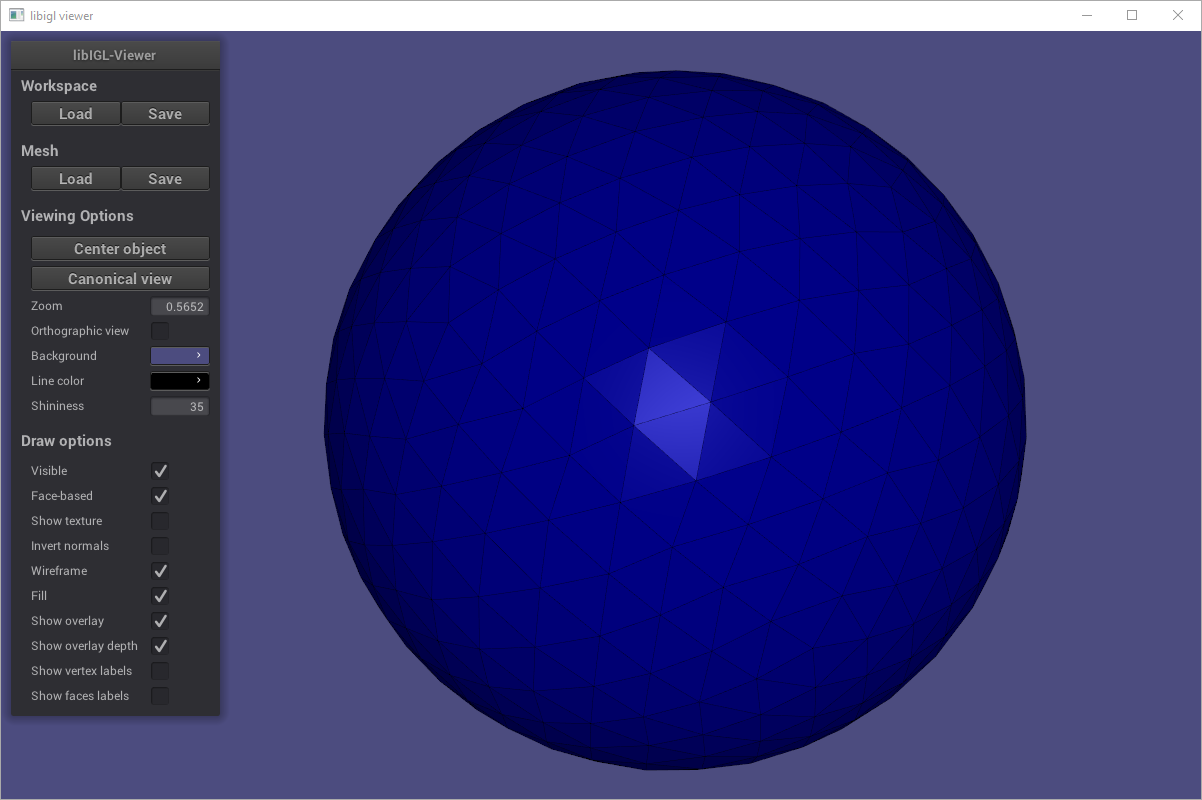 libigl viewer
libIGL-Viewer
Workspace
Load Save
Mesh
Load Save
Viewing Options
Center object
Canonical view
Zoom 0.5652
Orthographic view
Background
Line color
Shininess 35
Draw options
Visible
Face-based
Show texture
Invert normals
Wireframe
Fill
Show overlay
Show overlay depth
Show vertex labels
Show faces labels